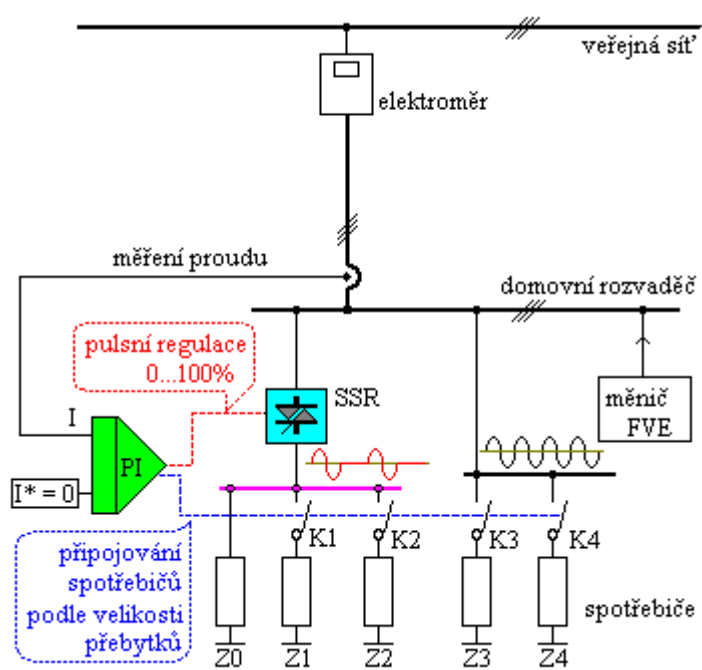 veřejná síť
elektroměr
měření proudu
domovní rozvaděč
pulsní regulace
0...100%
SSR
měnič
FVE
I
PI
I* = 0
K1
K2
K3
K4
připojování
spotřebičů
podle velikosti
přebytků
spotřebiče
Z0
Z1
Z2
Z3
Z4